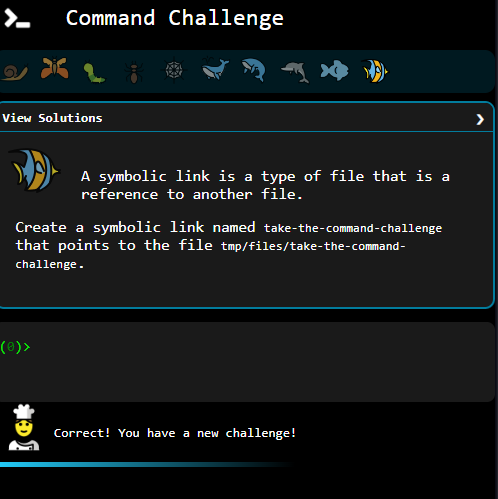 Command Challenge
View Solutions
A symbolic link is a type of file that is a
reference to another file.
Create a symbolic link named take-the-command-challenge
that points to the file tmp/files/take-the-command-
challenge.
(0)>
Correct! You have a new challenge!